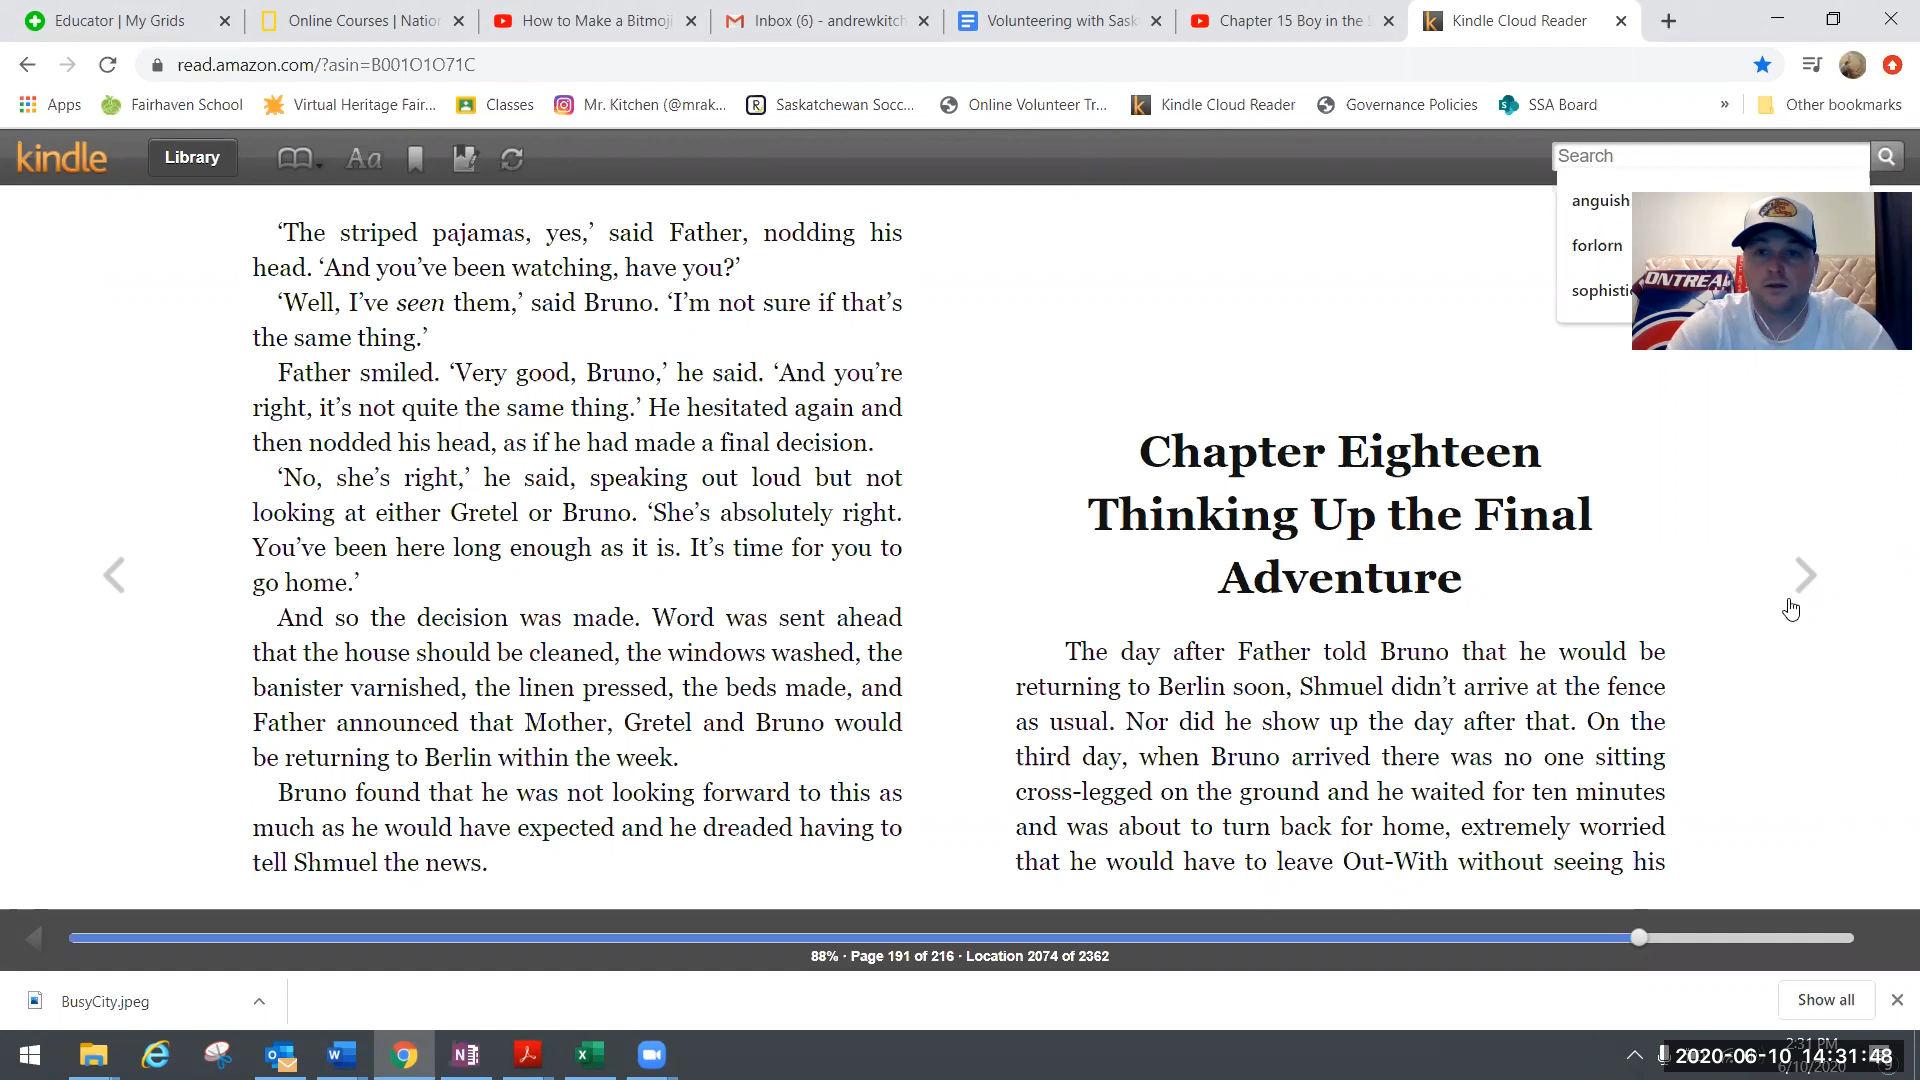 Educator | My Grids
Online Courses | Natio
How to Make a Bitmoji
Inbox (6) - andrewkitch
Volunteering with Sask
Chapter 15 Boy in the
Kindle Cloud Reader
read.amazon.com/?asin=B001O1O71C
Apps
Fairhaven School
Virtual Heritage Fair...
Classes
Mr. Kitchen (@mrak...
Saskatchewan Socc...
Online Volunteer Tr...
Kindle Cloud Reader
Governance Policies
SSA Board
»
Other bookmarks
kindle
Library
Aa
Search
anguish
forlorn
sophisti
ONTREA
‘The striped pajamas, yes,’ said Father, nodding his
head. ‘And you’ve been watching, have you?’
‘Well, I’ve seen them,’ said Bruno. ‘I’m not sure if that’s
the same thing.’
Father smiled. ‘Very good, Bruno,’ he said. ‘And you’re
right, it’s not quite the same thing.’ He hesitated again and
then nodded his head, as if he had made a final decision.
‘No, she’s right,’ he said, speaking out loud but not
looking at either Gretel or Bruno. ‘She’s absolutely right.
You’ve been here long enough as it is. It’s time for you to
go home.’
And so the decision was made. Word was sent ahead
that the house should be cleaned, the windows washed, the
banister varnished, the linen pressed, the beds made, and
Father announced that Mother, Gretel and Bruno would
be returning to Berlin within the week.
Bruno found that he was not looking forward to this as
much as he would have expected and he dreaded having to
tell Shmuel the news.
Chapter Eighteen
Thinking Up the Final
Adventure
The day after Father told Bruno that he would be
returning to Berlin soon, Shmuel didn’t arrive at the fence
as usual. Nor did he show up the day after that. On the
third day, when Bruno arrived there was no one sitting
cross-legged on the ground and he waited for ten minutes
and was about to turn back for home, extremely worried
that he would have to leave Out-With without seeing his
88% · Page 191 of 216 · Location 2074 of 2362
BusyCity.jpeg
Show all
2:31 PM
2020-06-10 14:31:48
6/10/2020